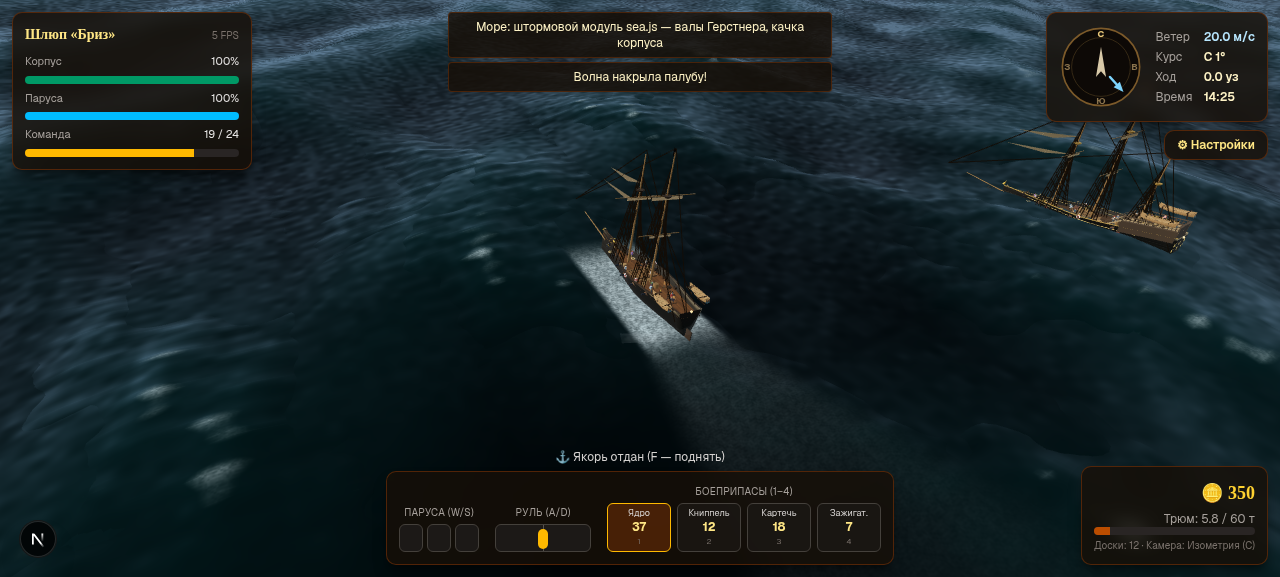 Шлюп «Бриз»
5 FPS
Корпус
100%
Паруса
100%
Команда
19 / 24
Море: штормовой модуль sea.js — валы Герстнера, качка
корпуса
Волна накрыла палубу!
С
З
В
Ю
Ветер 20.0 м/с
Курс С 1°
Ход 0.0 уз
Время 14:25
⚙ Настройки
⚓ Якорь отдан (F — поднять)
ПАРУСА (W/S)
РУЛЬ (A/D)
БОЕПРИПАСЫ (1–4)
Ядро
37
1
Книппель
12
2
Картечь
18
3
Зажигат.
7
4
350
Трюм: 5.8 / 60 т
Доски: 12 · Камера: Изометрия (C)
N